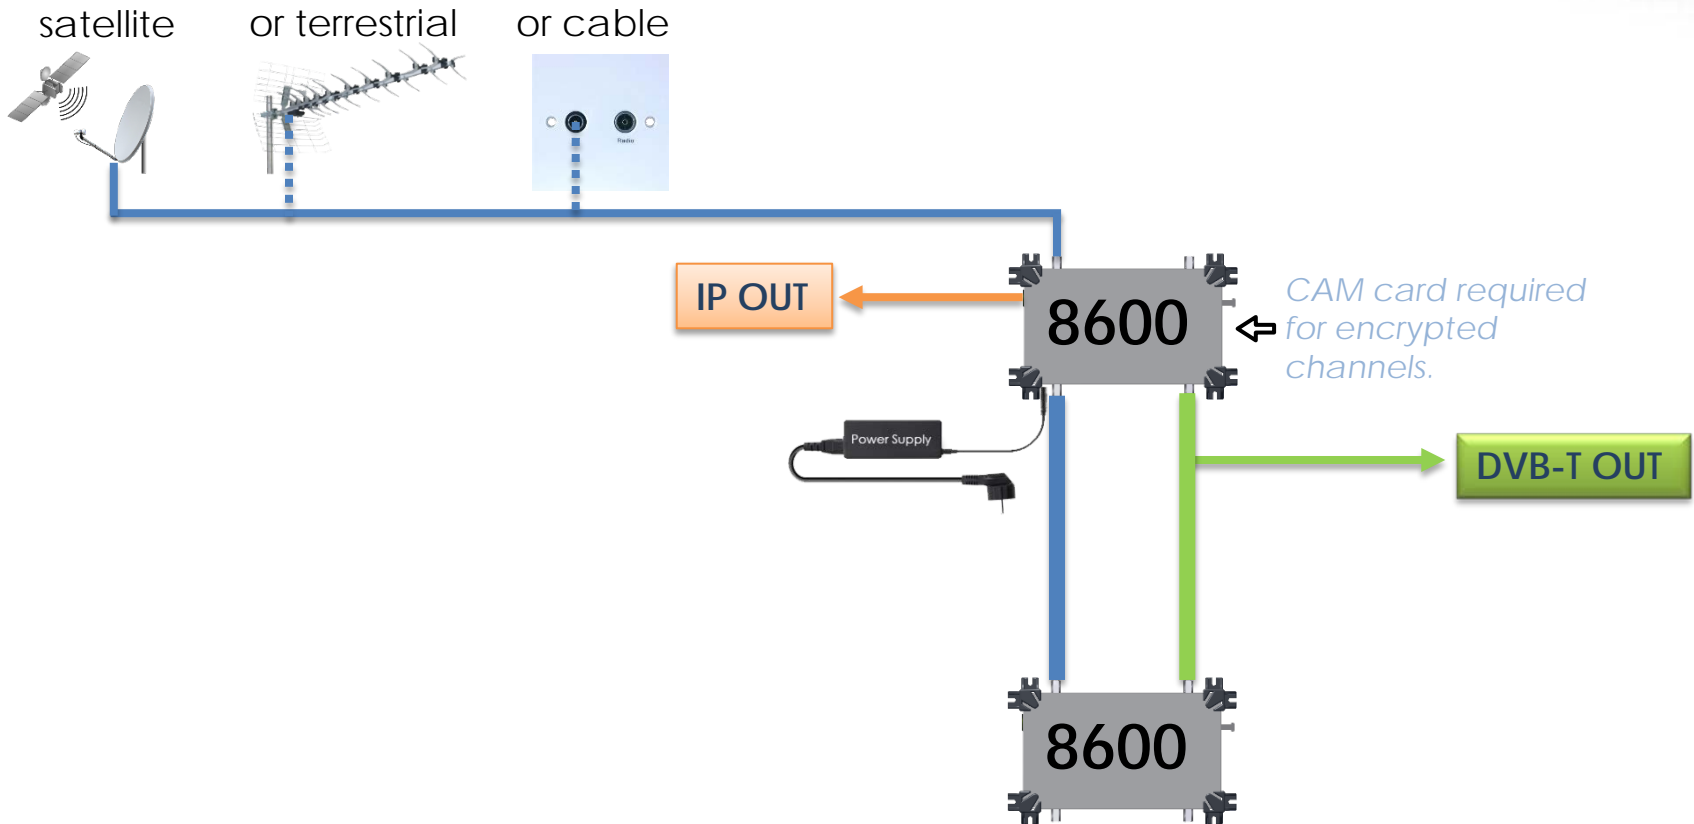 satellite
or terrestrial
or cable
Radio
IP OUT
8600
CAM card required
for encrypted
channels.
Power Supply
DVB-T OUT
8600